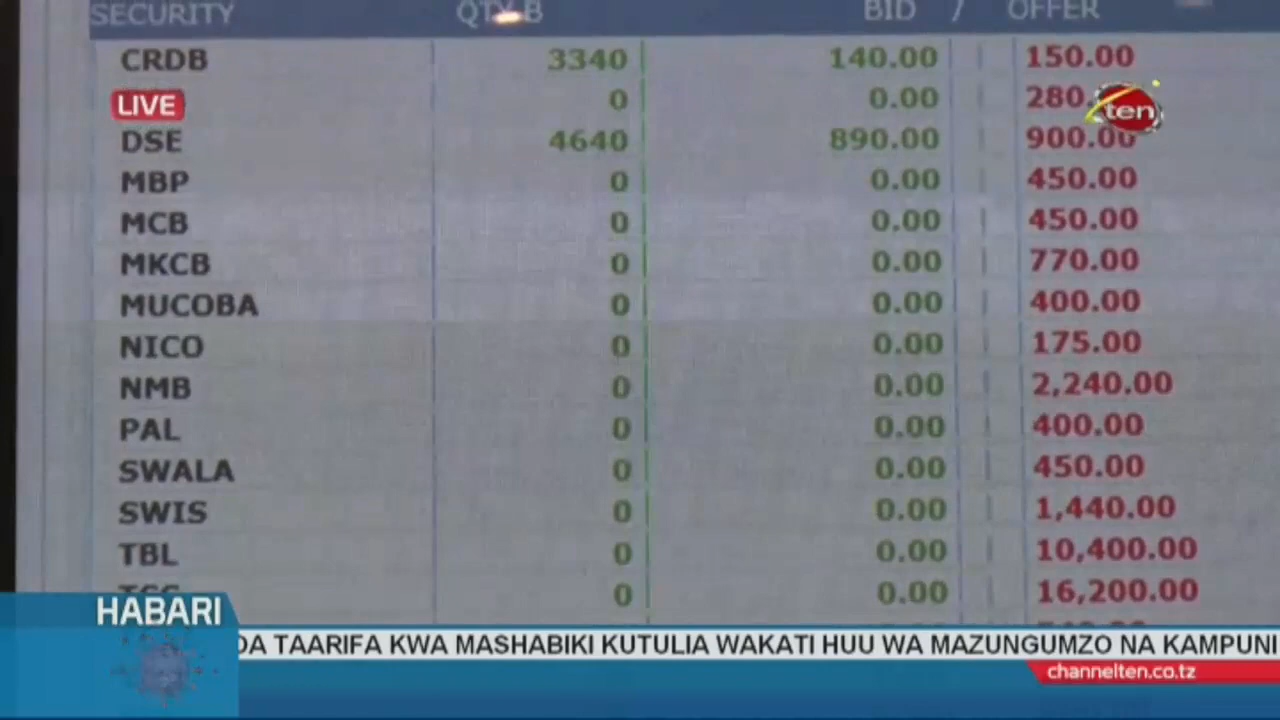 SECURITY QTY-B BID / OFFER
CRDB 3340 140.00 150.00
LIVE 0 0.00 280. ten
DSE 4640 890.00 900.00
MBP 0 0.00 450.00
MCB 0 0.00 450.00
MKCB 0 0.00 770.00
MUCOBA 0 0.00 400.00
NICO 0 0.00 175.00
NMB 0 0.00 2,240.00
PAL 0 0.00 400.00
SWALA 0 0.00 450.00
SWIS 0 0.00 1,440.00
TBL 0 0.00 10,400.00
0 0.00 16,200.00
HABARI
DA TAARIFA KWA MASHABIKI KUTULIA WAKATI HUU WA MAZUNGUMZO NA KAMPUNI
channelten.co.tz